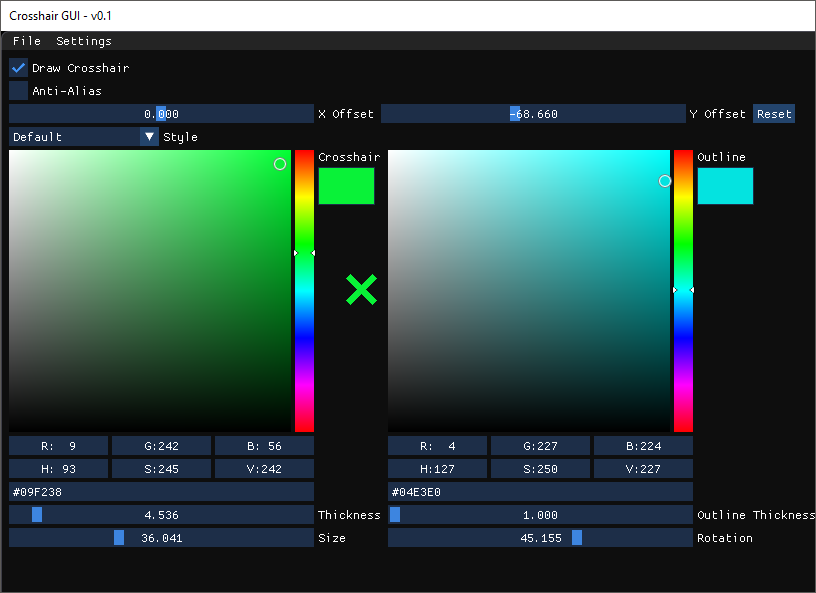 Crosshair GUI - v0.1
File Settings
Draw Crosshair
Anti-Alias
0.000 X Offset -68.660 Y Offset Reset
Default Style
Crosshair Outline
R: 9 G:242 B: 56 R: 4 G:227 B:224
H: 93 S:245 V:242 H:127 S:250 V:227
#09F238 #04E3E0
4.536 Thickness 1.000 Outline Thickness
36.041 Size 45.155 Rotation